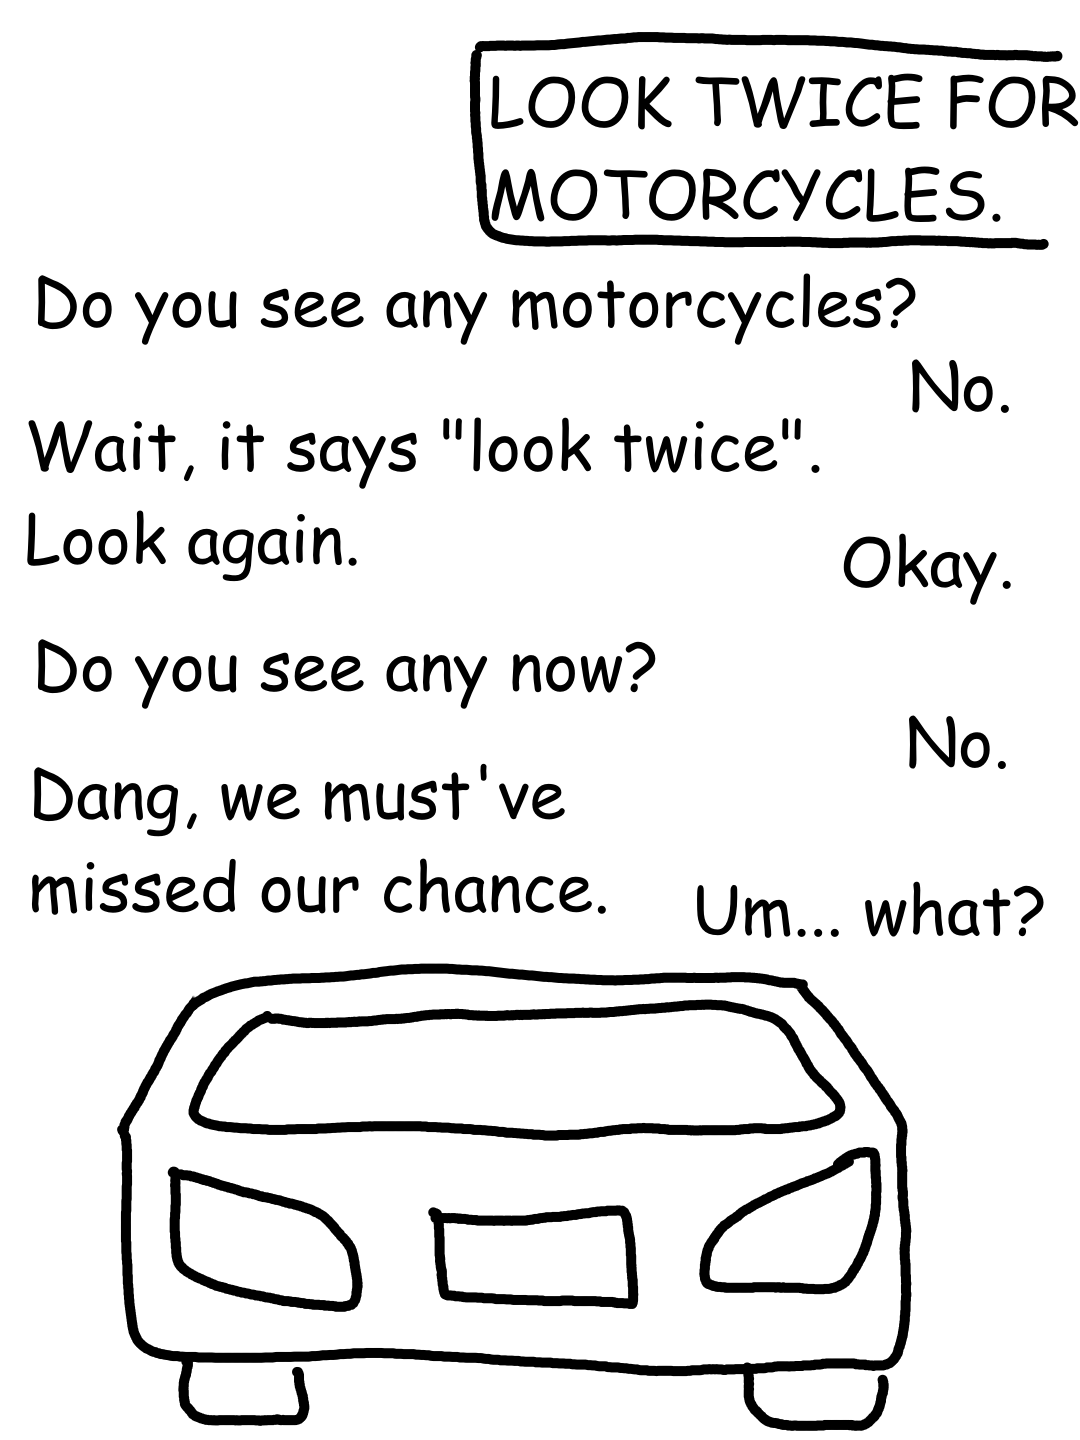 LOOK TWICE FOR
MOTORCYCLES.
Do you see any motorcycles?
No.
Wait, it says "look twice".
Look again.
Okay.
Do you see any now?
No.
Dang, we must've
missed our chance.
Um... what?